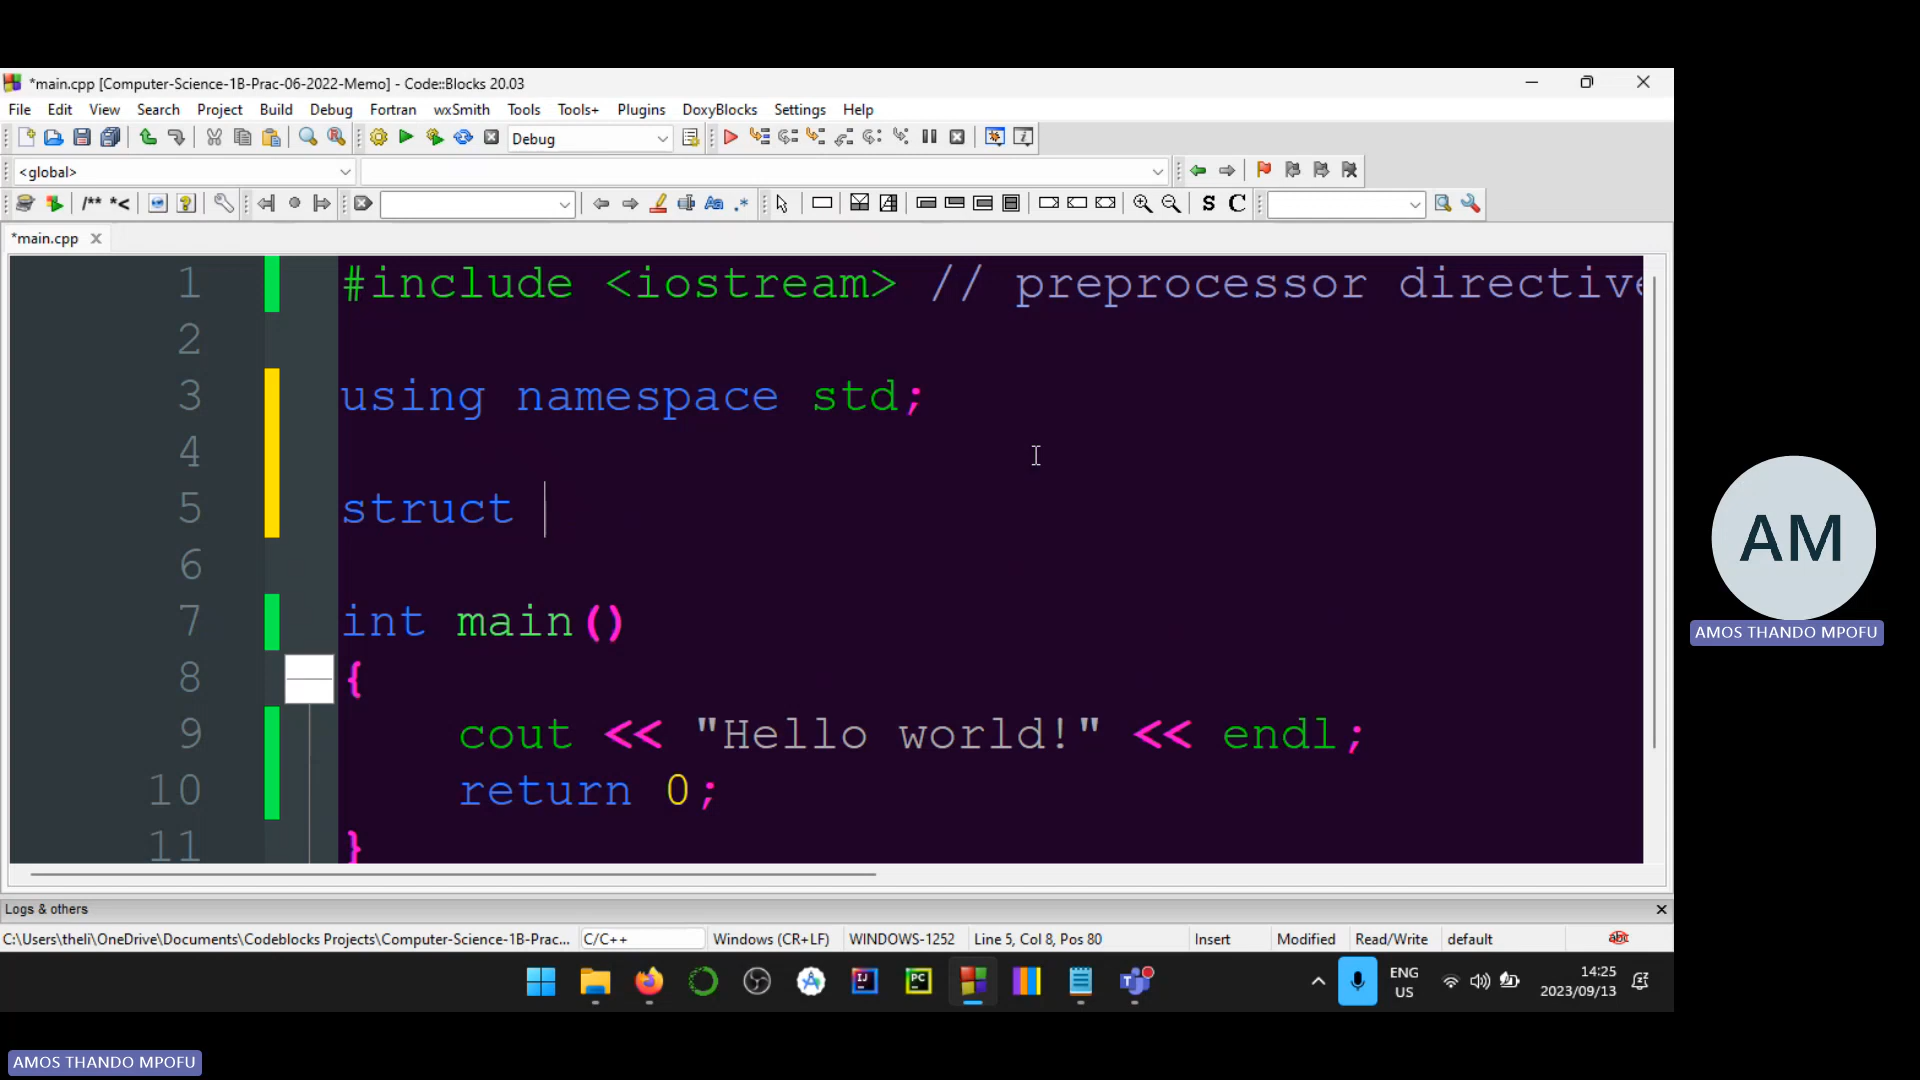 *main.cpp [Computer-Science-1B-Prac-06-2022-Memo] - Code::Blocks 20.03
File Edit View Search Project Build Debug Fortran wxSmith Tools Tools+ Plugins DoxyBlocks Settings Help
Debug
<global>
/** *<
Aa .*
S C
*main.cpp
1 #include <iostream> // preprocessor directive
2
3 using namespace std;
4
5 struct
6
7 int main()
8 {
9 cout << "Hello world!" << endl;
10 return 0;
11 }
Logs & others
C:\Users\theli\OneDrive\Documents\Codeblocks Projects\Computer-Science-1B-Prac... C/C++ Windows (CR+LF) WINDOWS-1252 Line 5, Col 8, Pos 80 Insert Modified Read/Write default abc
ENG
US
14:25
2023/09/13
AM
AMOS THANDO MPOFU
AMOS THANDO MPOFU